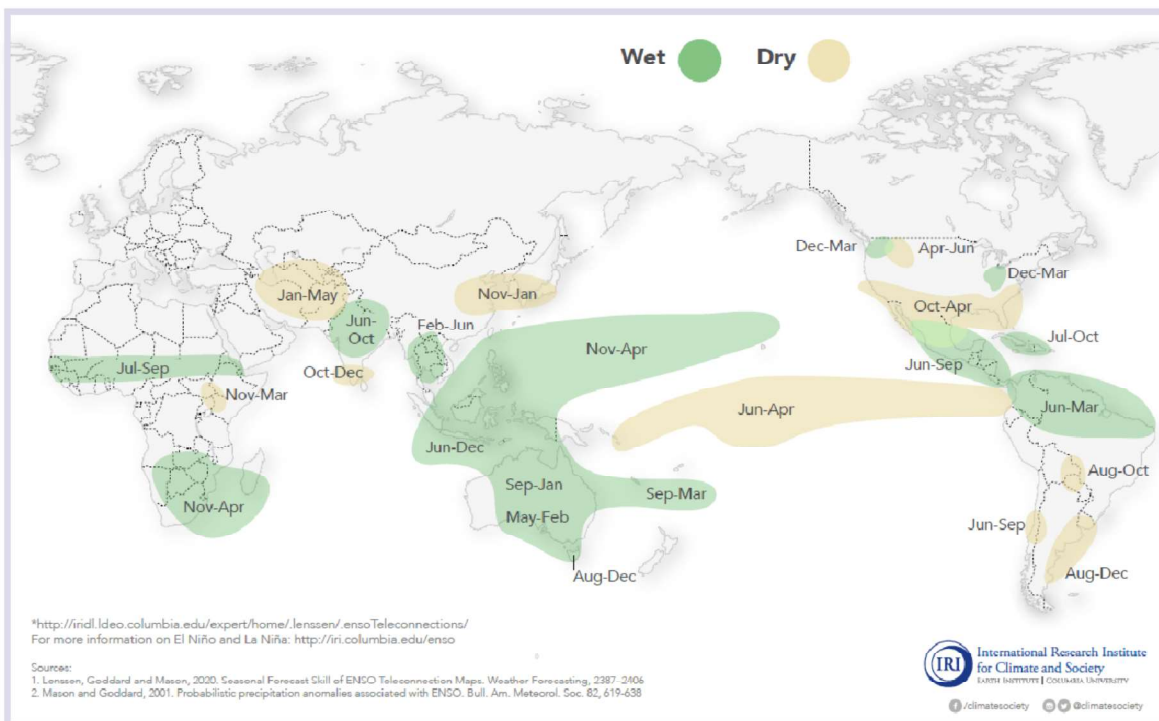 Wet
Dry
Dec-Mar
Apr-Jun
Dec-Mar
Jan-May
Nov-Jan
Oct-Apr
Jun-
Oct
Feb-Jun
Nov-Apr
Jul-Oct
Jul-Sep
Oct-Dec
Jun-Sep
Nov-Mar
Jun-Apr
Jun-Mar
Jun-Dec
Aug-Oct
Sep-Jan
Sep-Mar
Nov-Apr
May-Feb
Jun-Sep
Aug-Dec
Aug-Dec
*http://iridl.ldeo.columbia.edu/expert/home/.lenssen/.ensoTeleconnections/
For more information on El Niño and La Niña: http://iri.columbia.edu/enso
Sources:
1. Lenssen, Goddard and Mason, 2020. Seasonal Forecast Skill of ENSO Teleconnection Maps. Weather Forecasting, 2387-2406
2. Mason and Goddard, 2001. Probabilistic precipitation anomalies associated with ENSO. Bull. Am. Meteorol. Soc. 82, 619-638
IRI
International Research Institute
for Climate and Society
EARTH INSTITUTE | COLUMBIA UNIVERSITY
/climatesociety
@climatesociety